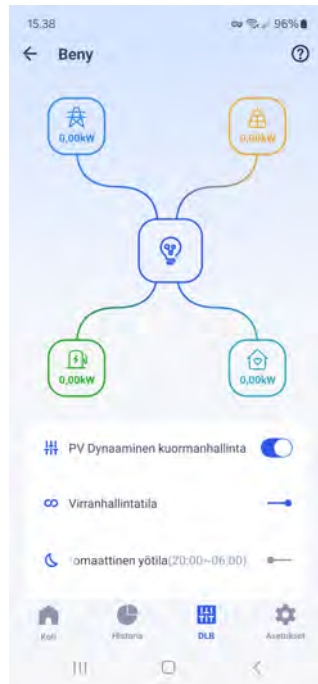 15.38
96%
Beny
0,00kW
0,00kW
0,00kW
0,00kW
PV Dynaaminen kuormanhallinta
Virranhallintatila
omaattinen yötila(20:00~06:00)
Koti
Historia
DLB
Asetukset